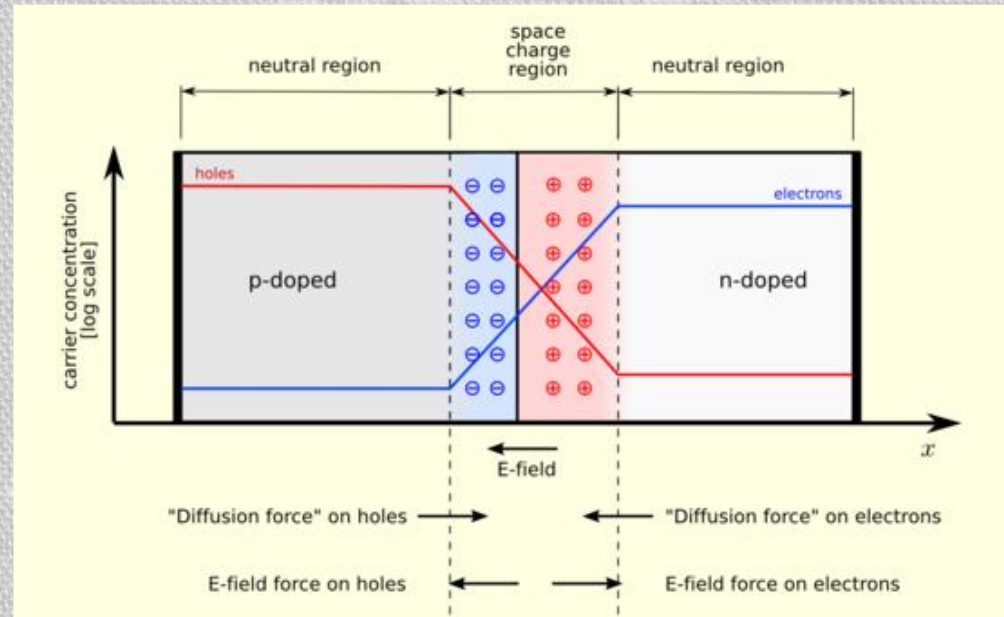 space
charge
region
neutral region
neutral region
holes
electrons
carrier concentration
[log scale]
p-doped
n-doped
⊖ ⊖ ⊕ ⊕
⊖ ⊖ ⊕ ⊕
⊖ ⊖ ⊕ ⊕
⊖ ⊖ ⊕ ⊕
⊖ ⊖ ⊕ ⊕
⊖ ⊖ ⊕ ⊕
⊖ ⊖ ⊕ ⊕
x
E-field
"Diffusion force" on holes
"Diffusion force" on electrons
E-field force on holes
E-field force on electrons